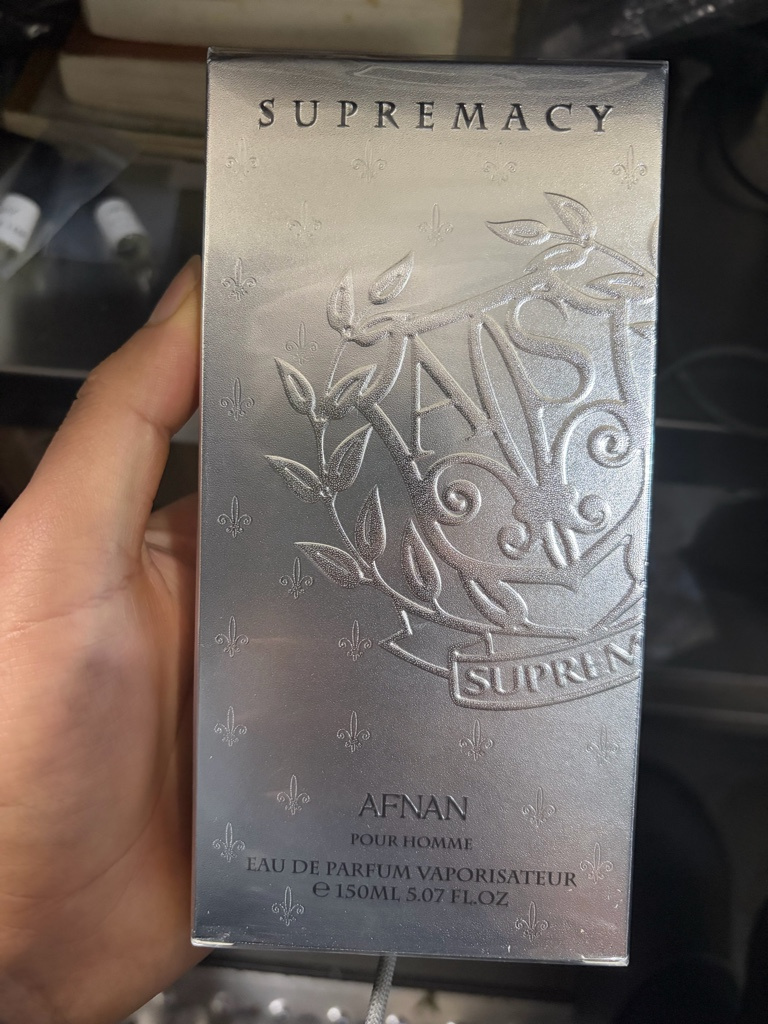 SUPREMACY
SUPREM
AFNAN
POUR HOMME
EAU DE PARFUM VAPORISATEUR
℮ 150ML 5.07 FL.OZ